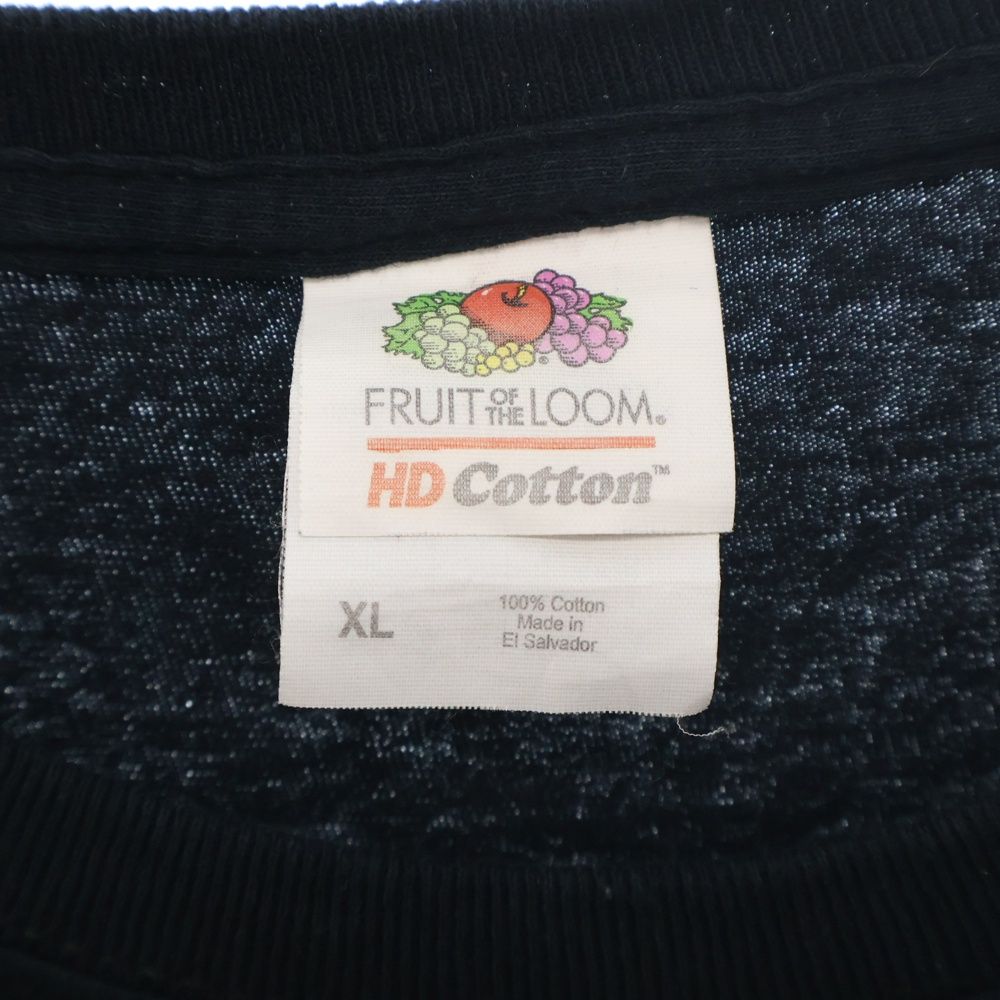 FRUIT OF THE LOOM®
HD Cotton™
XL
100% Cotton
Made in
El Salvador